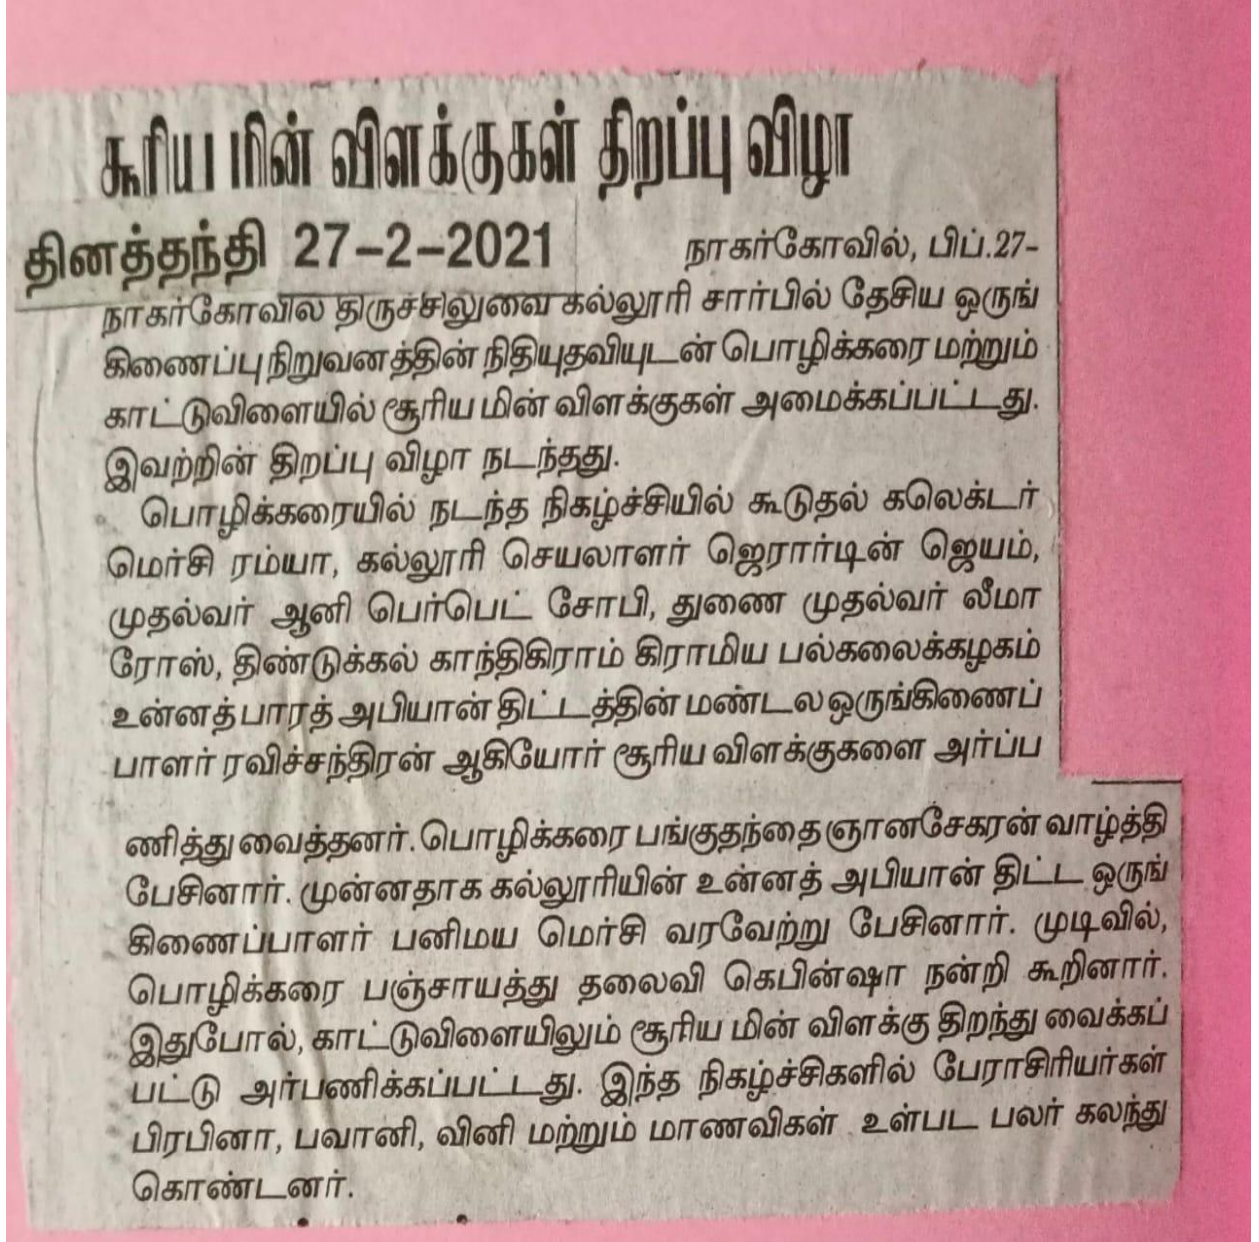 சூரிய மின் விளக்குகள் திறப்பு விழா
தினத்தந்தி 27-2-2021
நாகர்கோவில், பிப்.27-
நாகர்கோவில் திருச்சிலுவை கல்லூரி சார்பில் தேசிய ஒருங்
கிணைப்பு நிறுவனத்தின் நிதியுதவியுடன் பொழிக்கரை மற்றும்
காட்டுவிளையில் சூரிய மின் விளக்குகள் அமைக்கப்பட்டது.
இவற்றின் திறப்பு விழா நடந்தது.
பொழிக்கரையில் நடந்த நிகழ்ச்சியில் கூடுதல் கலெக்டர்
மெர்சி ரம்யா, கல்லூரி செயலாளர் ஜெரார்டின் ஜெயம்,
முதல்வர் ஆனி பெர்பெட் சோபி, துணை முதல்வர் லீமா
ரோஸ், திண்டுக்கல் காந்திகிராம் கிராமிய பல்கலைக்கழகம்
உன்னத் பாரத் அபியான் திட்டத்தின் மண்டல ஒருங்கிணைப்
பாளர் ரவிச்சந்திரன் ஆகியோர் சூரிய விளக்குகளை அர்ப்ப
ணித்து வைத்தனர். பொழிக்கரை பங்குதந்தை ஞானசேகரன் வாழ்த்தி
பேசினார். முன்னதாக கல்லூரியின் உன்னத் அபியான் திட்ட ஒருங்
கிணைப்பாளர் பனிமய மெர்சி வரவேற்று பேசினார். முடிவில்,
பொழிக்கரை பஞ்சாயத்து தலைவி கெபின்ஷா நன்றி கூறினார்.
இதுபோல், காட்டுவிளையிலும் சூரிய மின் விளக்கு திறந்து வைக்கப்
பட்டு அர்பணிக்கப்பட்டது. இந்த நிகழ்ச்சிகளில் பேராசிரியர்கள்
பிரபினா, பவானி, வினி மற்றும் மாணவிகள் உள்பட பலர் கலந்து
கொண்டனர்.